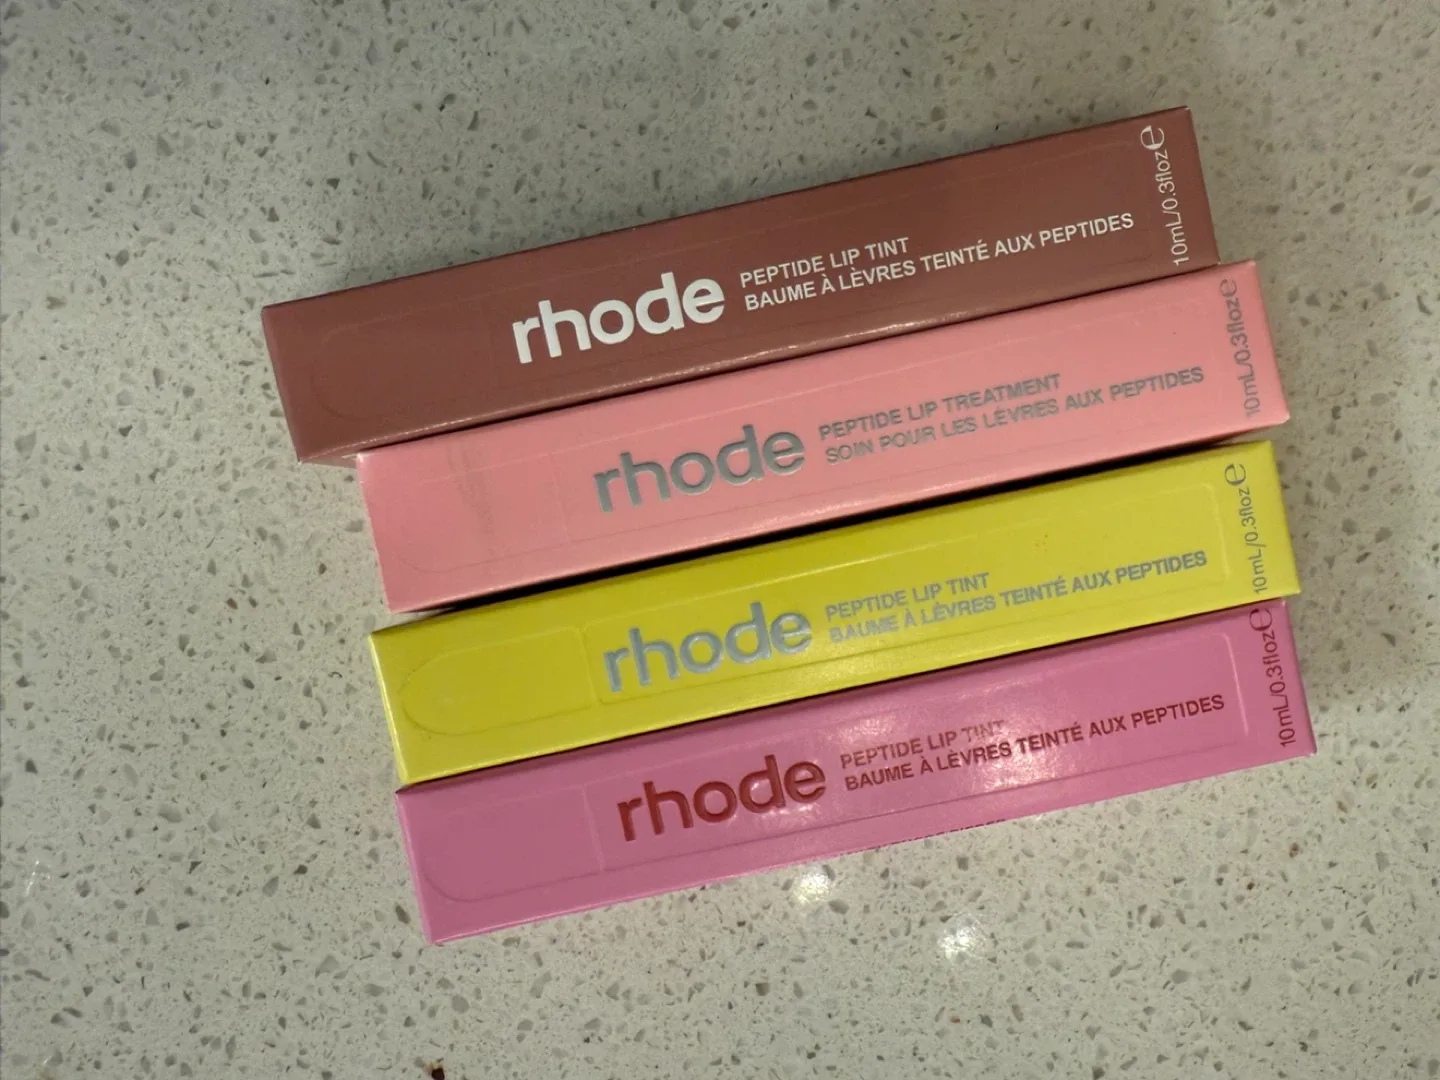 rhode
PEPTIDE LIP TINT
BAUME À LÈVRES TEINTÉ AUX PEPTIDES
10mL/0.3floz℮
rhode
PEPTIDE LIP TREATMENT
SOIN POUR LES LÈVRES AUX PEPTIDES
10mL/0.3floz℮
rhode
PEPTIDE LIP TINT
BAUME À LÈVRES TEINTÉ AUX PEPTIDES
10mL/0.3floz℮
rhode
PEPTIDE LIP TINT
BAUME À LÈVRES TEINTÉ AUX PEPTIDES
10mL/0.3floz℮